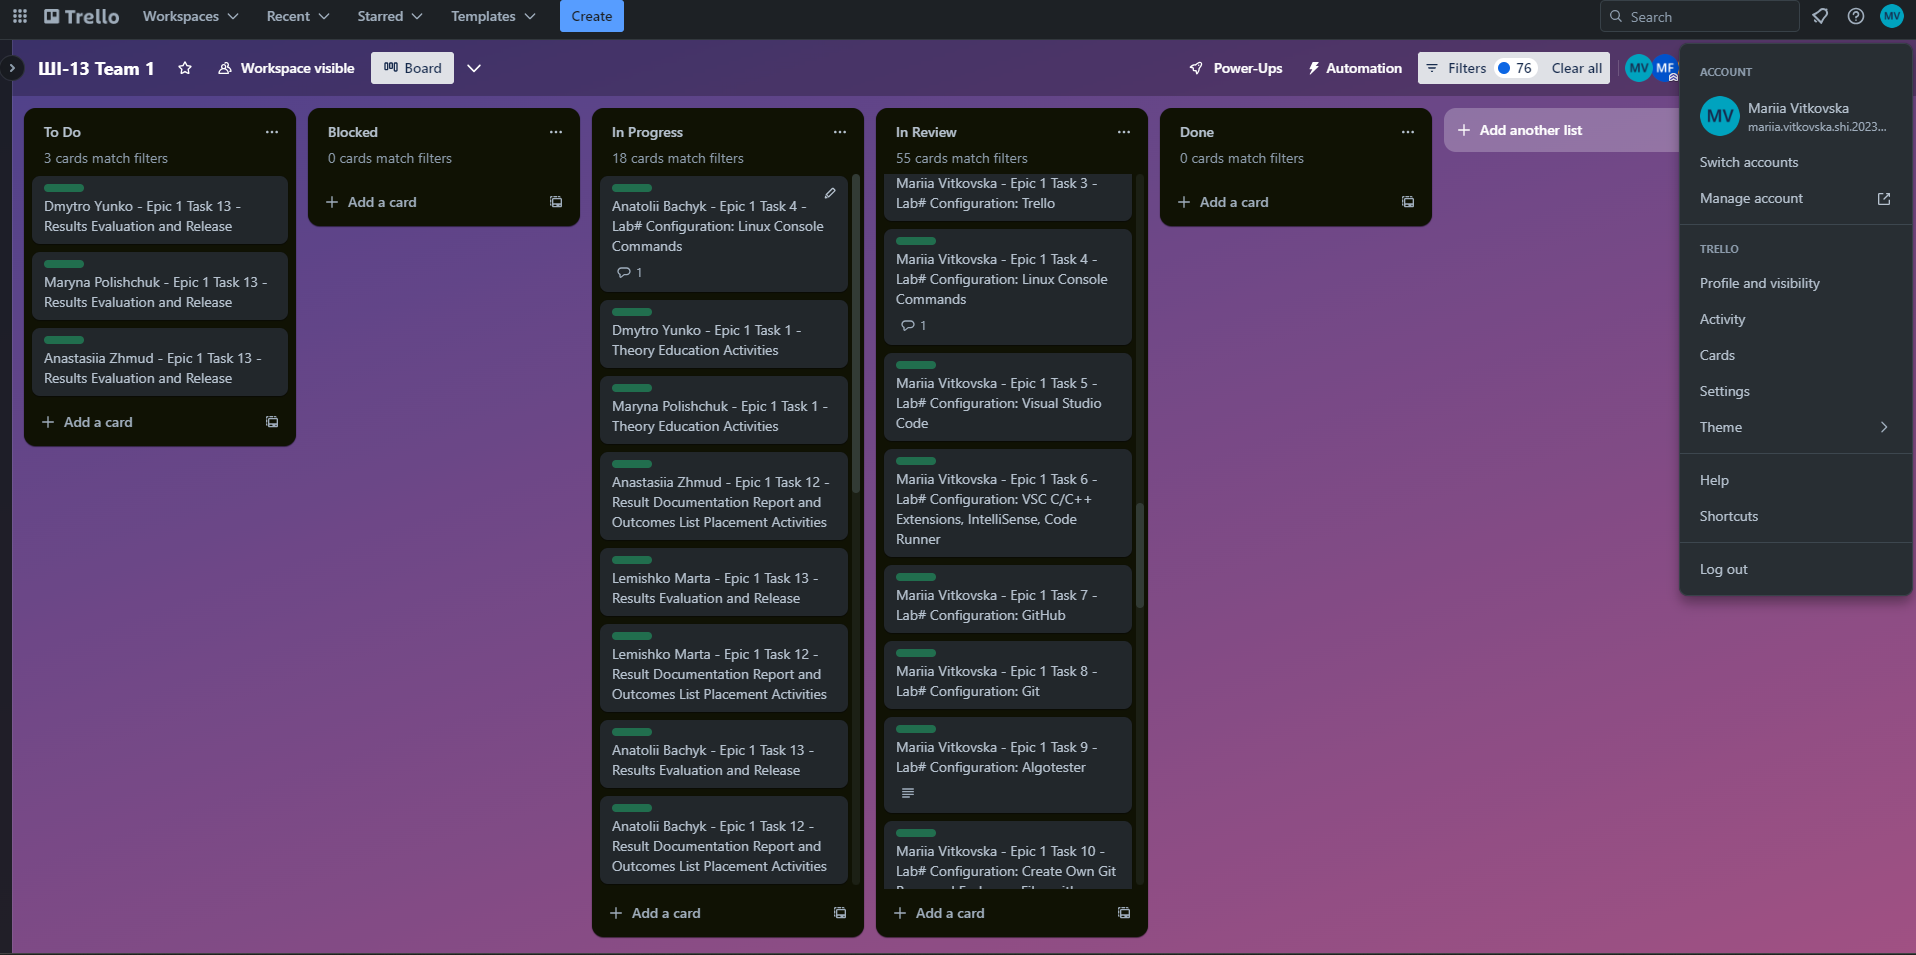 Trello
Workspaces
Recent
Starred
Templates
Create
Search
MV
ШІ-13 Team 1
Workspace visible
Board
Power-Ups
Automation
Filters
76
Clear all
MV
MF
To Do
3 cards match filters
Dmytro Yunko - Epic 1 Task 13 -
Results Evaluation and Release
Maryna Polishchuk - Epic 1 Task 13 -
Results Evaluation and Release
Anastasiia Zhmud - Epic 1 Task 13 -
Results Evaluation and Release
Add a card
Blocked
0 cards match filters
Add a card
In Progress
18 cards match filters
Anatolii Bachyk - Epic 1 Task 4 -
Lab# Configuration: Linux Console
Commands
1
Dmytro Yunko - Epic 1 Task 1 -
Theory Education Activities
Maryna Polishchuk - Epic 1 Task 1 -
Theory Education Activities
Anastasiia Zhmud - Epic 1 Task 12 -
Result Documentation Report and
Outcomes List Placement Activities
Lemishko Marta - Epic 1 Task 13 -
Results Evaluation and Release
Lemishko Marta - Epic 1 Task 12 -
Result Documentation Report and
Outcomes List Placement Activities
Anatolii Bachyk - Epic 1 Task 13 -
Results Evaluation and Release
Anatolii Bachyk - Epic 1 Task 12 -
Result Documentation Report and
Outcomes List Placement Activities
Add a card
In Review
55 cards match filters
Mariia Vitkovska - Epic 1 Task 3 -
Lab# Configuration: Trello
Mariia Vitkovska - Epic 1 Task 4 -
Lab# Configuration: Linux Console
Commands
1
Mariia Vitkovska - Epic 1 Task 5 -
Lab# Configuration: Visual Studio
Code
Mariia Vitkovska - Epic 1 Task 6 -
Lab# Configuration: VSC C/C++
Extensions, IntelliSense, Code
Runner
Mariia Vitkovska - Epic 1 Task 7 -
Lab# Configuration: GitHub
Mariia Vitkovska - Epic 1 Task 8 -
Lab# Configuration: Git
Mariia Vitkovska - Epic 1 Task 9 -
Lab# Configuration: Algotester
Mariia Vitkovska - Epic 1 Task 10 -
Lab# Configuration: Create Own Git
Add a card
Done
0 cards match filters
Add a card
Add another list
ACCOUNT
MV
Mariia Vitkovska
mariia.vitkovska.shi.2023...
Switch accounts
Manage account
TRELLO
Profile and visibility
Activity
Cards
Settings
Theme
Help
Shortcuts
Log out